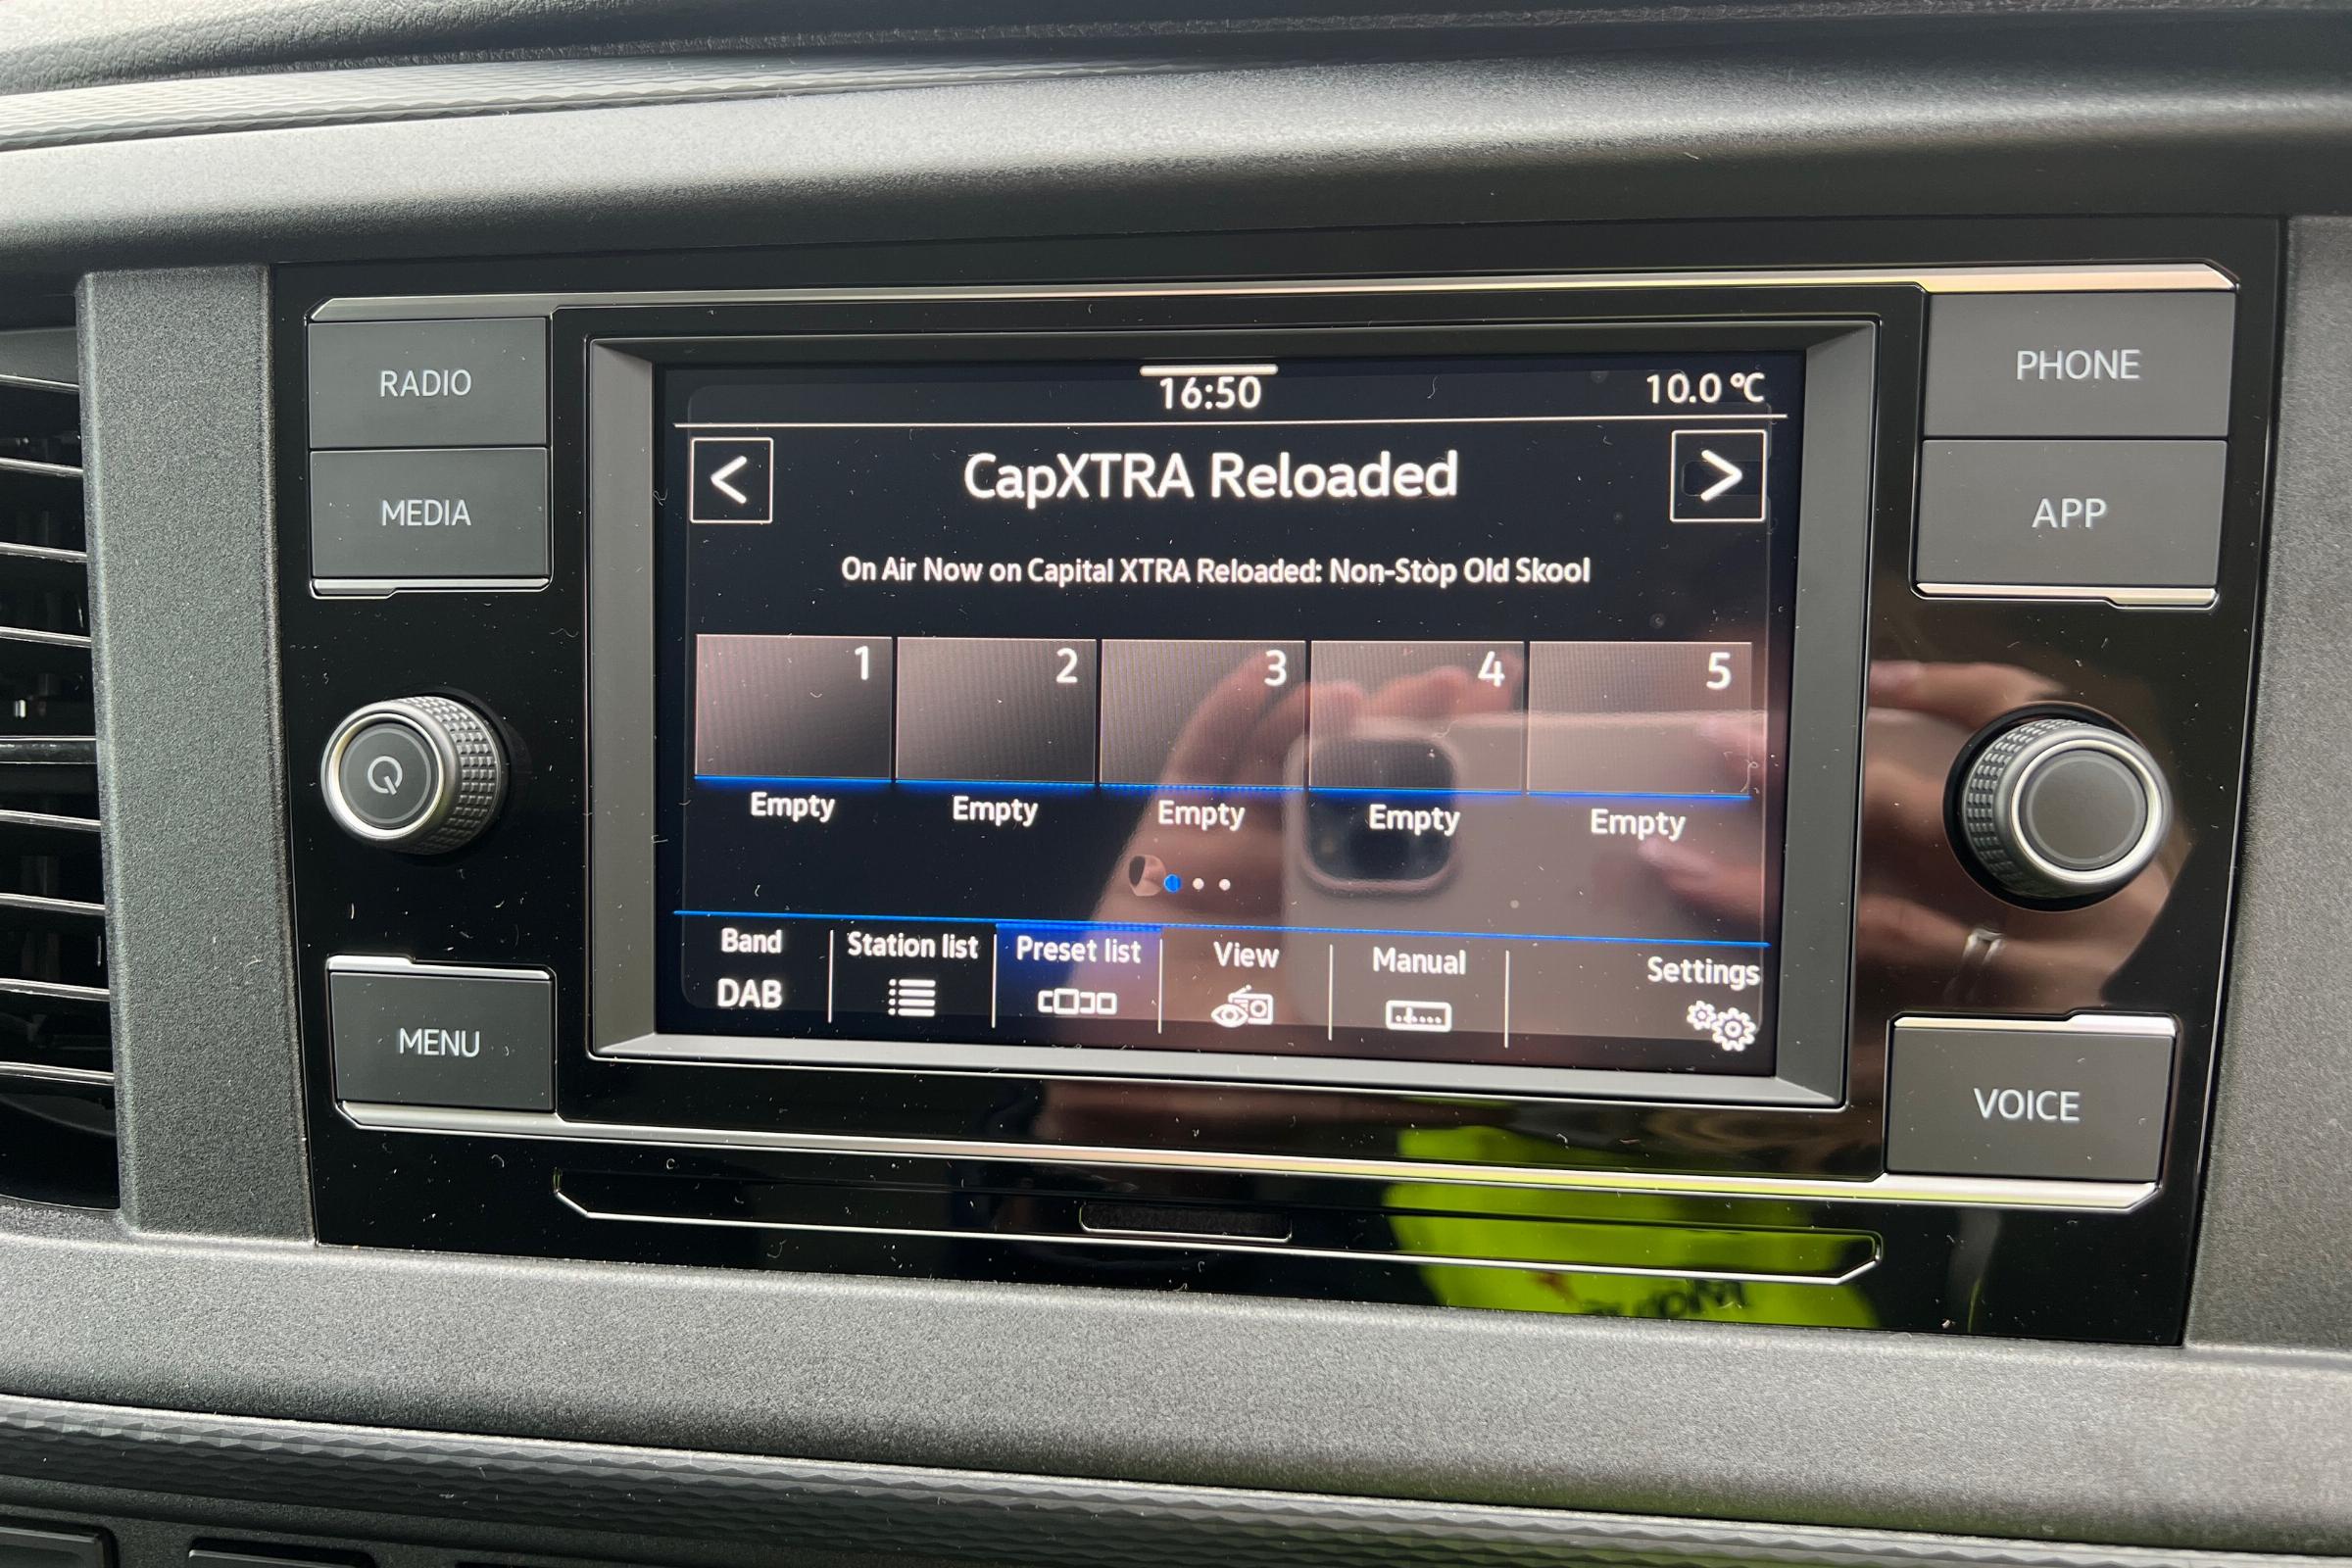 RADIO
MEDIA
MENU
PHONE
APP
VOICE
16:50
10.0 °C
<
CapXTRA Reloaded
>
On Air Now on Capital XTRA Reloaded: Non-Stop Old Skool
1 2 3 4 5
Empty Empty Empty Empty Empty
Band Station list Preset list View Manual Settings
DAB